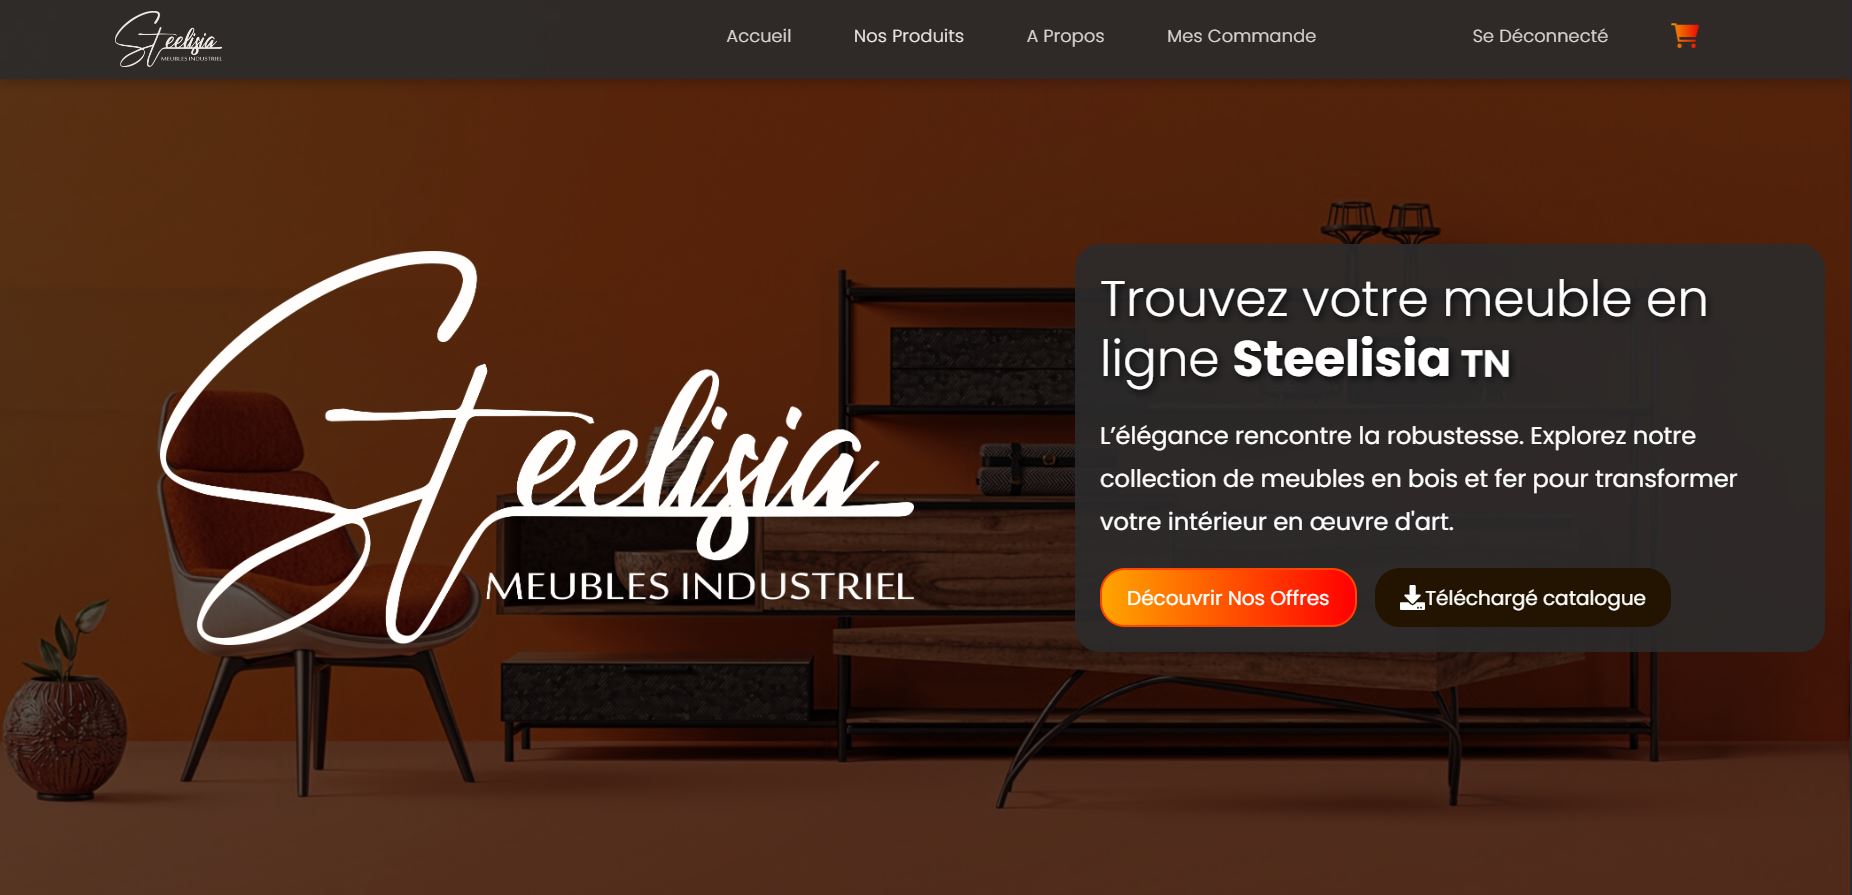 Steelisia
MEUBLES INDUSTRIEL
Accueil
Nos Produits
A Propos
Mes Commande
Se Déconnecté
Steelisia
MEUBLES INDUSTRIEL
Trouvez votre meuble en
ligne Steelisia TN
L’élégance rencontre la robustesse. Explorez notre
collection de meubles en bois et fer pour transformer
votre intérieur en œuvre d'art.
Découvrir Nos Offres
Téléchargé catalogue